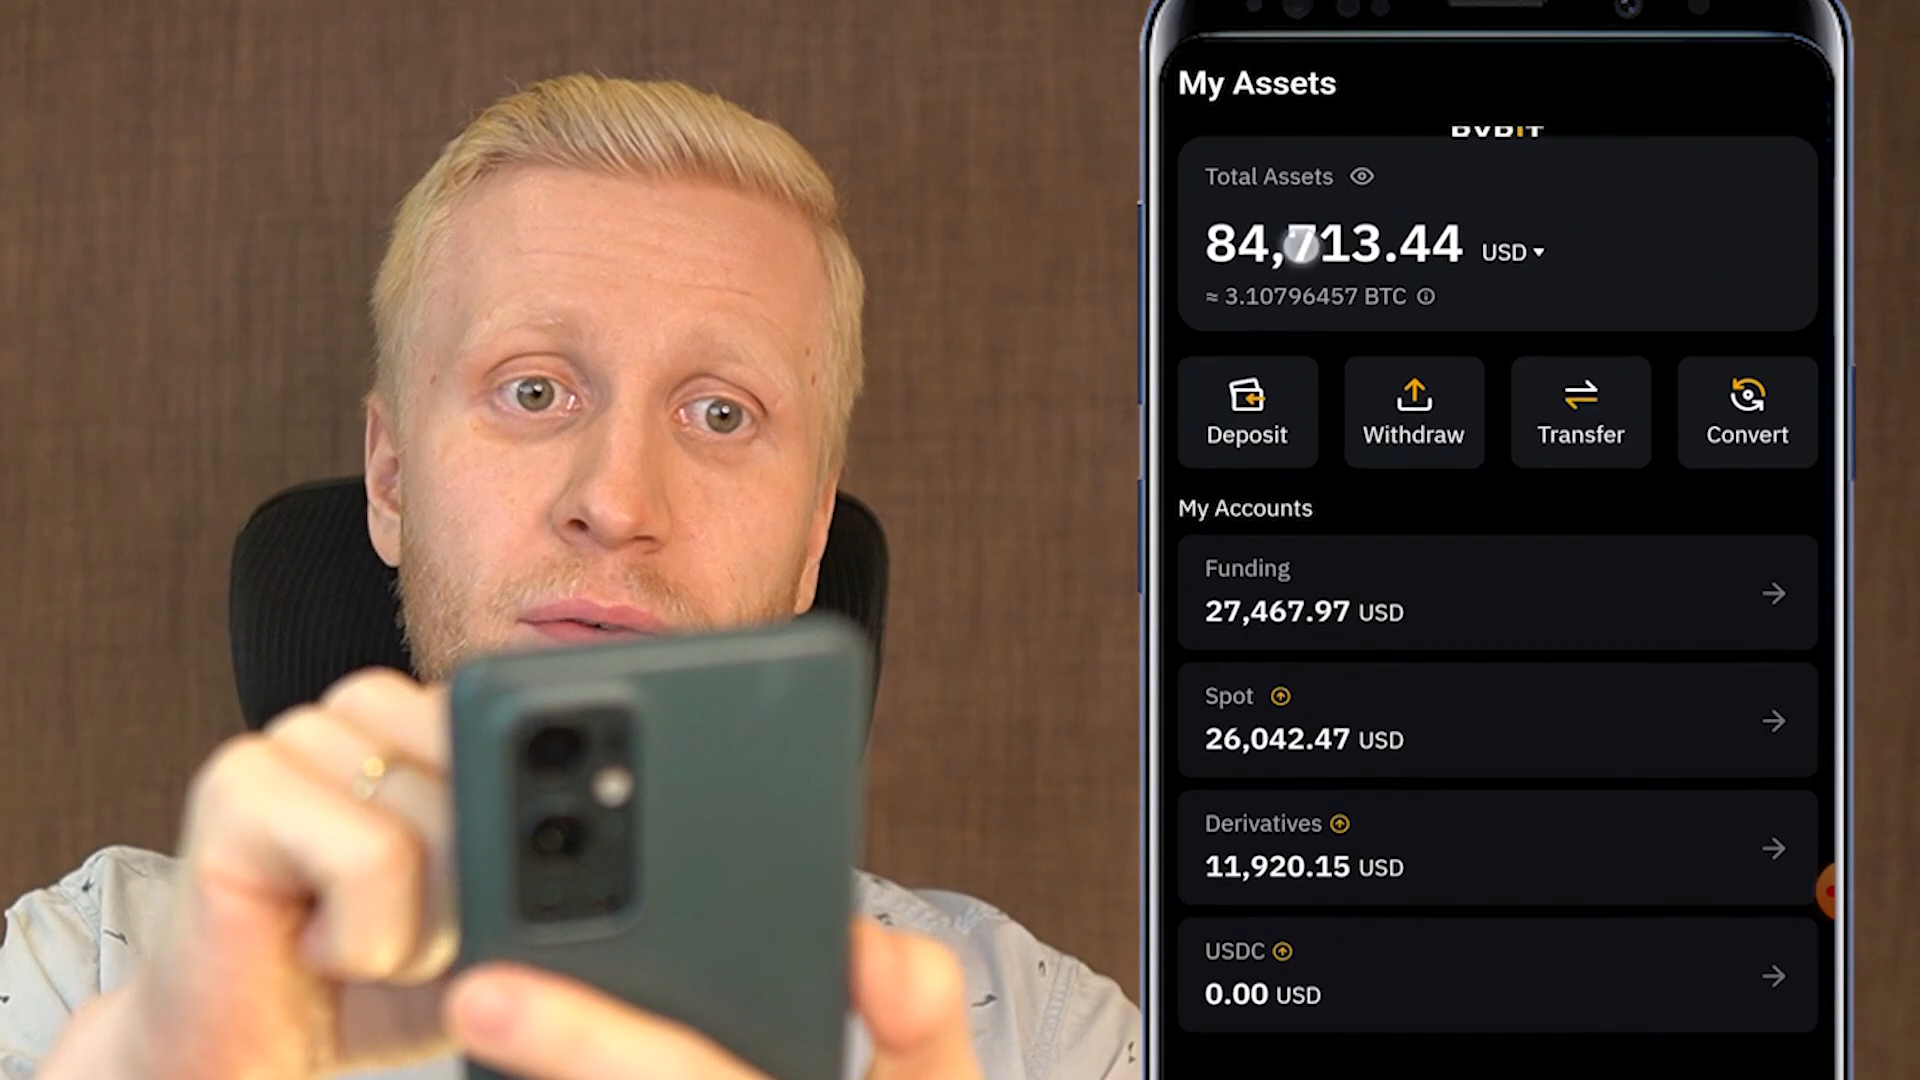 My Assets
BYBIT
Total Assets
84,713.44 USD
≈ 3.10796457 BTC
Deposit
Withdraw
Transfer
Convert
My Accounts
Funding
27,467.97 USD
Spot
26,042.47 USD
Derivatives
11,920.15 USD
USDC
0.00 USD